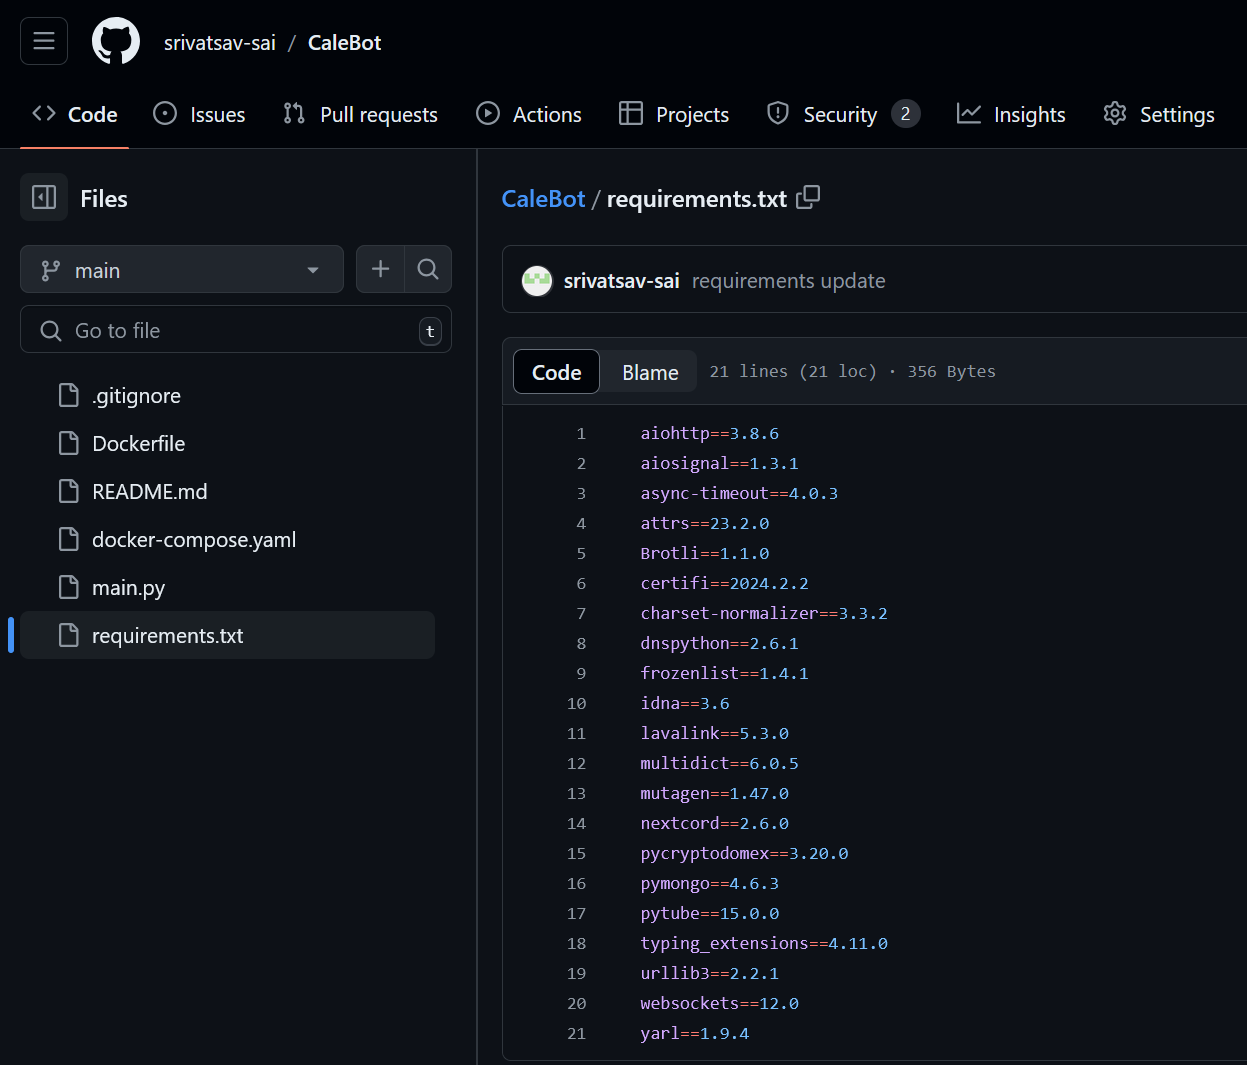 srivatsav-sai / CaleBot
Code Issues Pull requests Actions Projects Security 2 Insights Settings
Files
main
Go to file t
.gitignore
Dockerfile
README.md
docker-compose.yaml
main.py
requirements.txt
CaleBot / requirements.txt
srivatsav-sai requirements update
Code Blame 21 lines (21 loc) · 356 Bytes
1 aiohttp==3.8.6
2 aiosignal==1.3.1
3 async-timeout==4.0.3
4 attrs==23.2.0
5 Brotli==1.1.0
6 certifi==2024.2.2
7 charset-normalizer==3.3.2
8 dnspython==2.6.1
9 frozenlist==1.4.1
10 idna==3.6
11 lavalink==5.3.0
12 multidict==6.0.5
13 mutagen==1.47.0
14 nextcord==2.6.0
15 pycryptodomex==3.20.0
16 pymongo==4.6.3
17 pytube==15.0.0
18 typing_extensions==4.11.0
19 urllib3==2.2.1
20 websockets==12.0
21 yarl==1.9.4